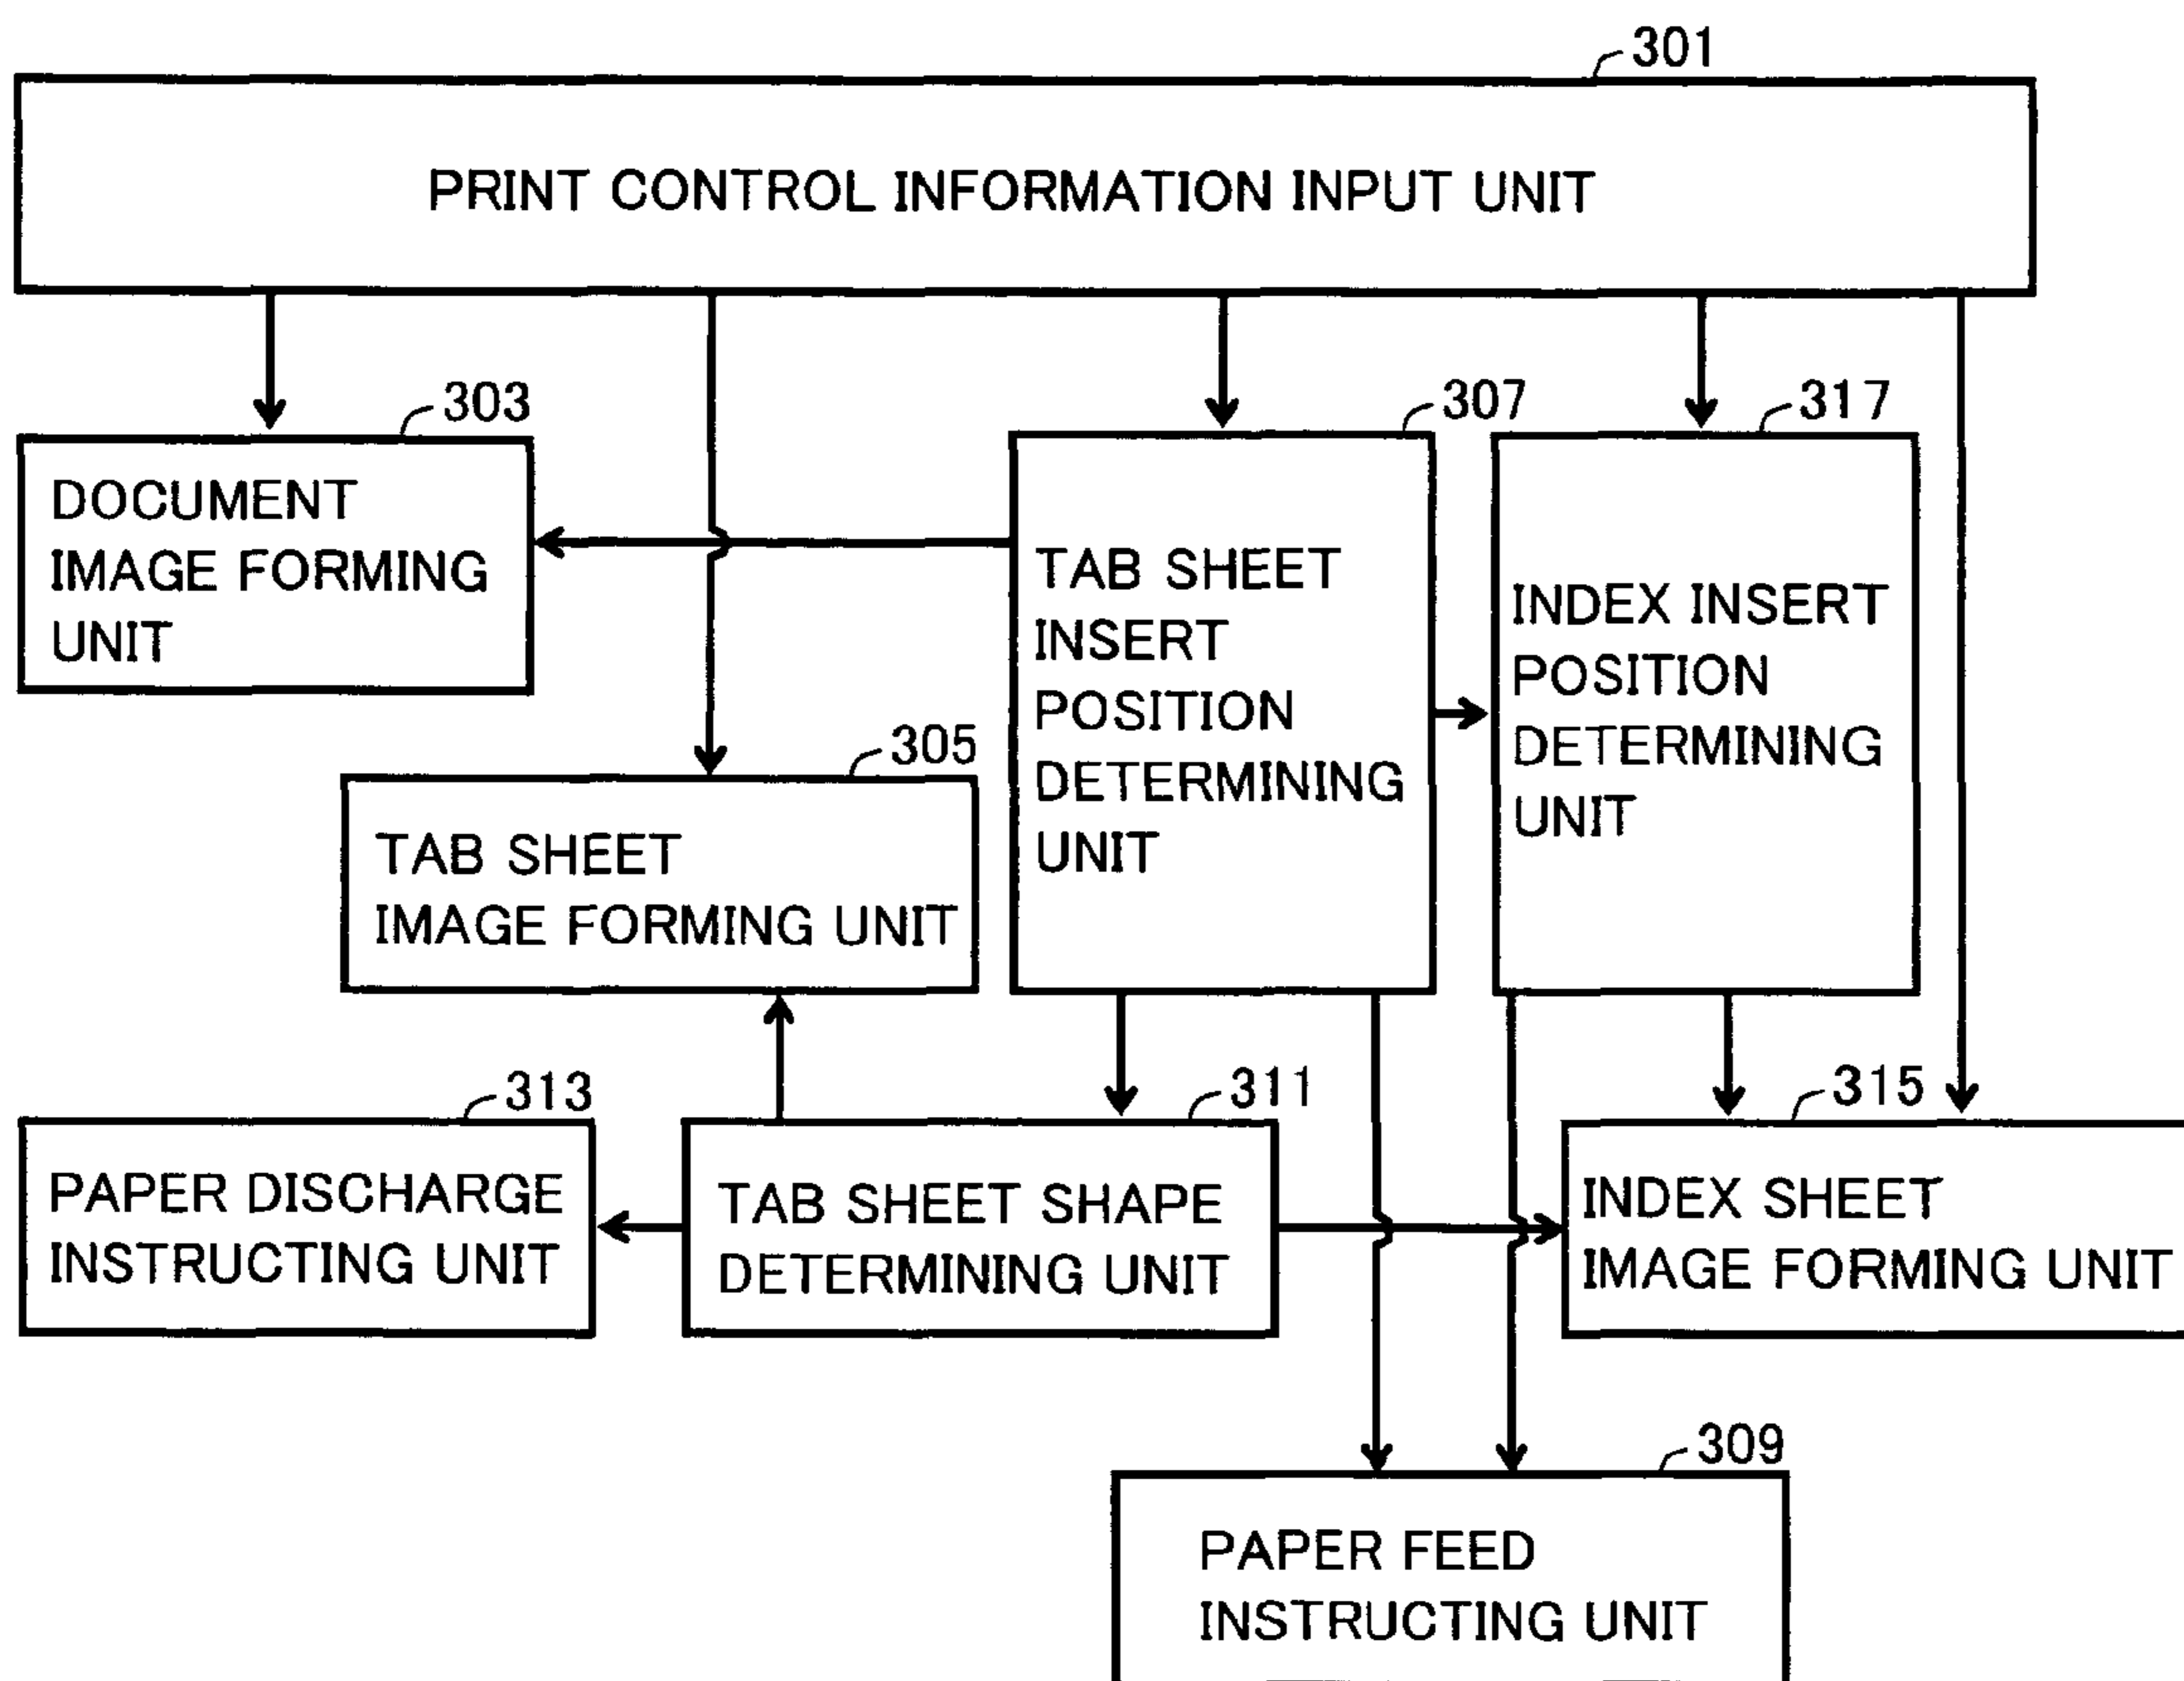 301
PRINT CONTROL INFORMATION INPUT UNIT
303
DOCUMENT
IMAGE FORMING
UNIT
307
TAB SHEET
INSERT
POSITION
DETERMINING
UNIT
317
INDEX INSERT
POSITION
DETERMINING
UNIT
305
TAB SHEET
IMAGE FORMING UNIT
313
PAPER DISCHARGE
INSTRUCTING UNIT
311
TAB SHEET SHAPE
DETERMINING UNIT
315
INDEX SHEET
IMAGE FORMING UNIT
309
PAPER FEED
INSTRUCTING UNIT